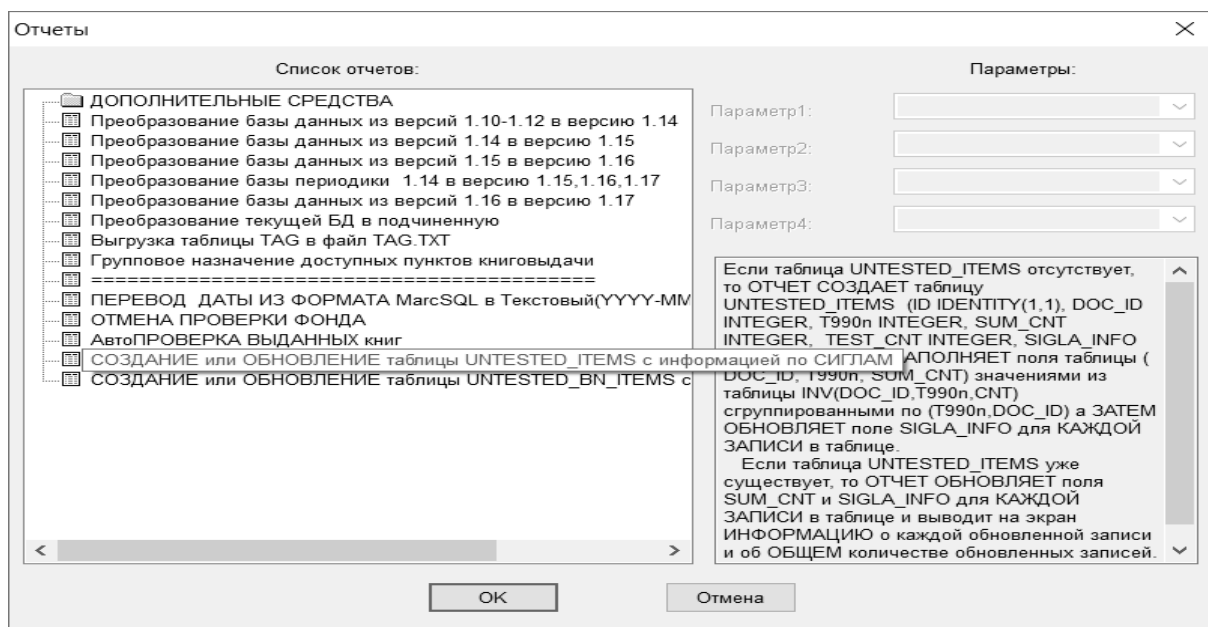 Отчеты
Список отчетов:
Параметры:
ДОПОЛНИТЕЛЬНЫЕ СРЕДСТВА
Преобразование базы данных из версий 1.10-1.12 в версию 1.14
Преобразование базы данных из версий 1.14 в версию 1.15
Преобразование базы данных из версий 1.15 в версию 1.16
Преобразование базы периодики 1.14 в версию 1.15,1.16,1.17
Преобразование базы данных из версий 1.16 в версию 1.17
Преобразование текущей БД в подчиненную
Выгрузка таблицы TAG в файл TAG.TXT
Групповое назначение доступных пунктов книговыдачи
==========================================
ПЕРЕВОД ДАТЫ ИЗ ФОРМАТА MarcSQL в Текстовый(YYYY-MM
ОТМЕНА ПРОВЕРКИ ФОНДА
АвтоПРОВЕРКА ВЫДАННЫХ книг
СОЗДАНИЕ или ОБНОВЛЕНИЕ таблицы UNTESTED_ITEMS с информацией по СИГЛАМ
СОЗДАНИЕ или ОБНОВЛЕНИЕ таблицы UNTESTED_BN_ITEMS с
Параметр1:
Параметр2:
Параметр3:
Параметр4:
Если таблица UNTESTED_ITEMS отсутствует,
то ОТЧЕТ СОЗДАЕТ таблицу
UNTESTED_ITEMS (ID IDENTITY(1,1), DOC_ID
INTEGER, T990n INTEGER, SUM_CNT
INTEGER, TEST_CNT INTEGER, SIGLA_INFO
АПОЛНЯЕТ поля таблицы (
DOC_ID, T990n, SUM_CNT) значениями из
таблицы INV(DOC_ID,T990n,CNT)
сгруппированными по (T990n,DOC_ID) а ЗАТЕМ
ОБНОВЛЯЕТ поле SIGLA_INFO для КАЖДОЙ
ЗАПИСИ в таблице.
Если таблица UNTESTED_ITEMS уже
существует, то ОТЧЕТ ОБНОВЛЯЕТ поля
SUM_CNT и SIGLA_INFO для КАЖДОЙ
ЗАПИСИ в таблице и выводит на экран
ИНФОРМАЦИЮ о каждой обновленной записи
и об ОБЩЕМ количестве обновленных записей.
OK
Отмена